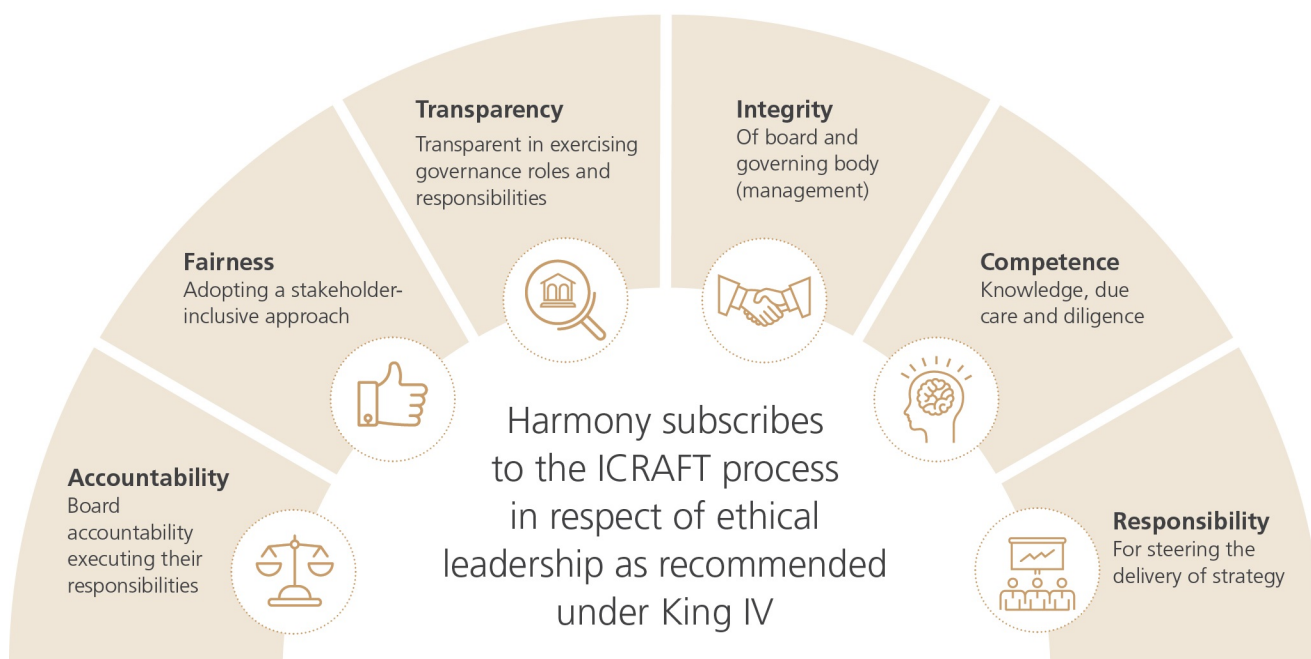 Transparency
Transparent in exercising
governance roles and
responsibilities
Integrity
Of board and
governing body
(management)
Fairness
Adopting a stakeholder-
inclusive approach
Competence
Knowledge, due
care and diligence
Accountability
Board
accountability
executing their
responsibilities
Responsibility
For steering the
delivery of strategy
Harmony subscribes
to the ICRAFT process
in respect of ethical
leadership as recommended
under King IV